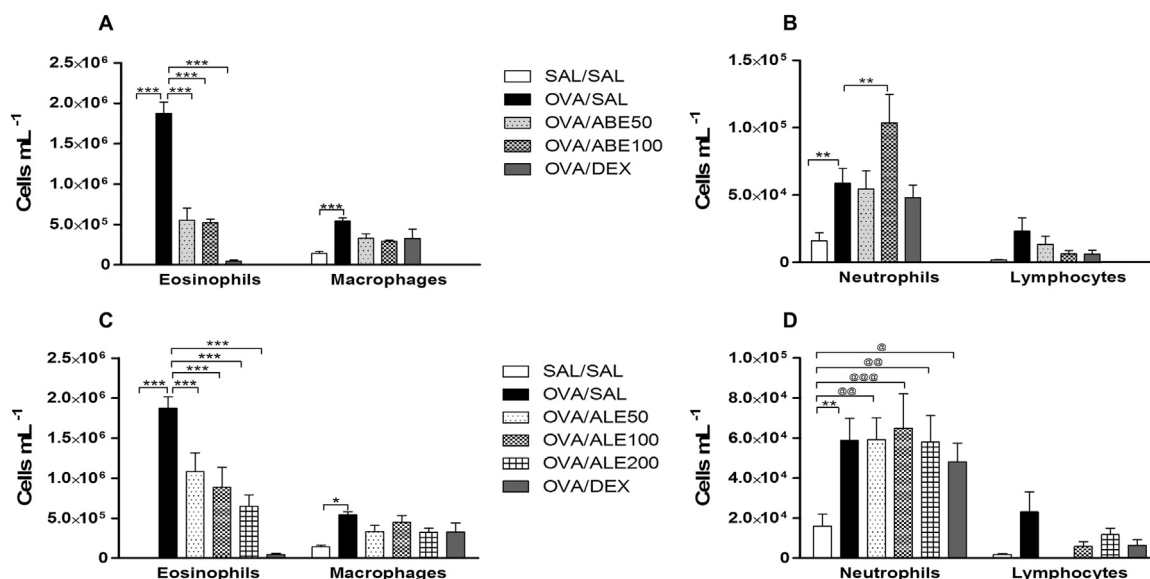 A
Cells mL⁻¹
2.5×10⁶
2.0×10⁶
1.5×10⁶
1.0×10⁶
5.0×10⁵
0
***
***
*** ***
***
Eosinophils Macrophages
SAL/SAL
OVA/SAL
OVA/ABE50
OVA/ABE100
OVA/DEX
B
Cells mL⁻¹
1.5×10⁵
1.0×10⁵
5.0×10⁴
0
**
**
Neutrophils Lymphocytes
C
Cells mL⁻¹
2.5×10⁶
2.0×10⁶
1.5×10⁶
1.0×10⁶
5.0×10⁵
0
***
***
***
*** ***
*
Eosinophils Macrophages
SAL/SAL
OVA/SAL
OVA/ALE50
OVA/ALE100
OVA/ALE200
OVA/DEX
D
Cells mL⁻¹
1.0×10⁵
8.0×10⁴
6.0×10⁴
4.0×10⁴
2.0×10⁴
0
@
@@
@@@
@@
**
Neutrophils Lymphocytes